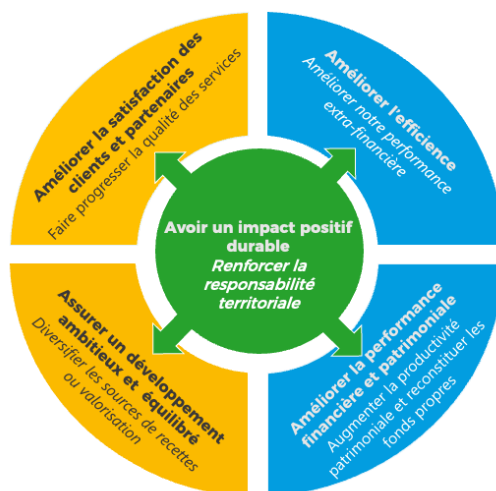 Améliorer la satisfaction des
clients et partenaires
Faire progresser la qualité des services
Améliorer l'efficience
Améliorer notre performance
extra-financière
Avoir un impact positif
durable
Renforcer la
responsabilité
territoriale
Assurer un développement
ambitieux et équilibré
Diversifier les sources de recettes
ou valorisation
Améliorer la performance
financière et patrimoniale
Augmenter la productivité
patrimoniale et reconstituer les
fonds propres